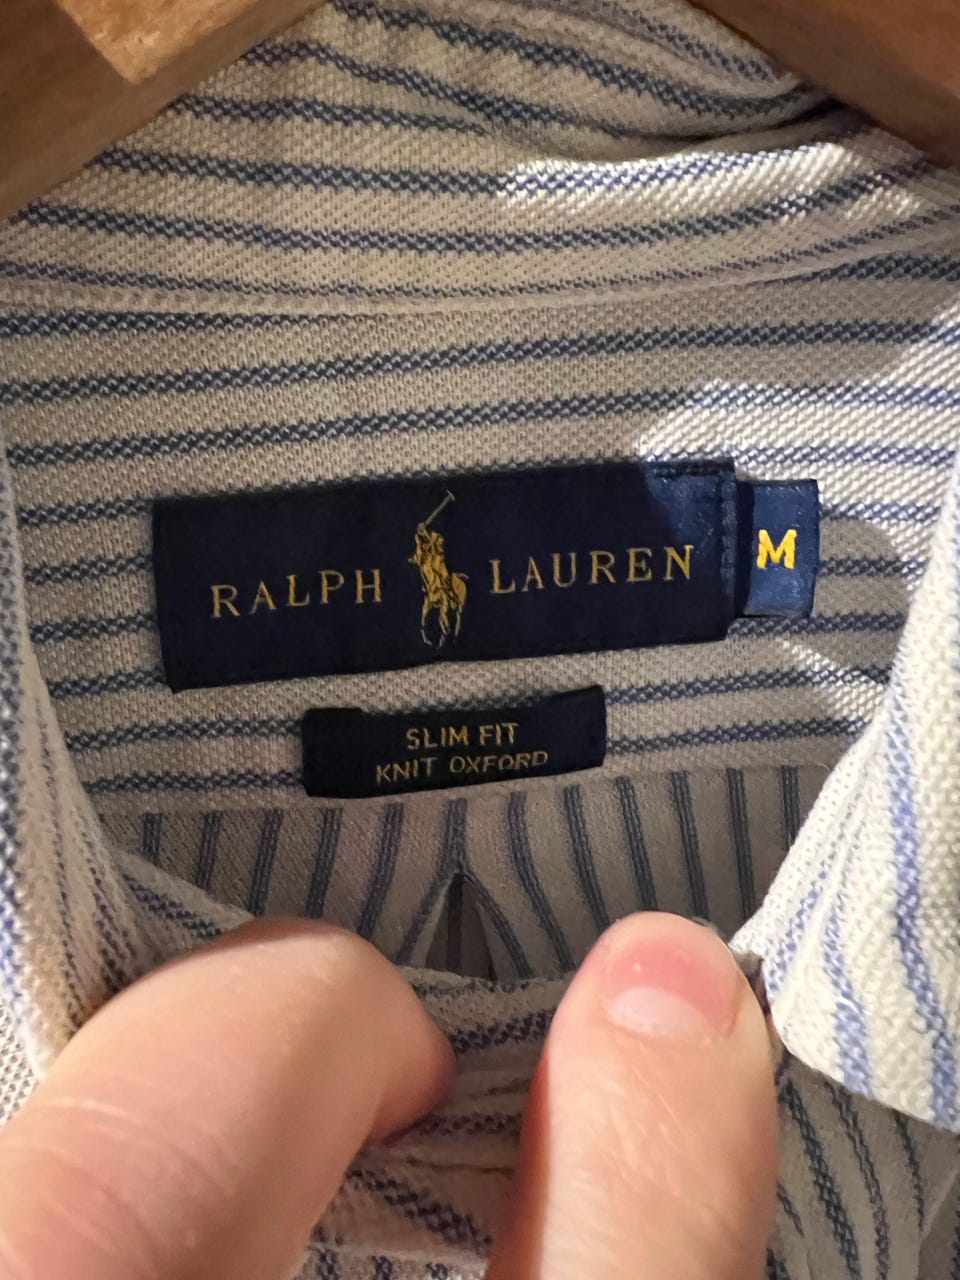 RALPH LAUREN
M
SLIM FIT
KNIT OXFORD